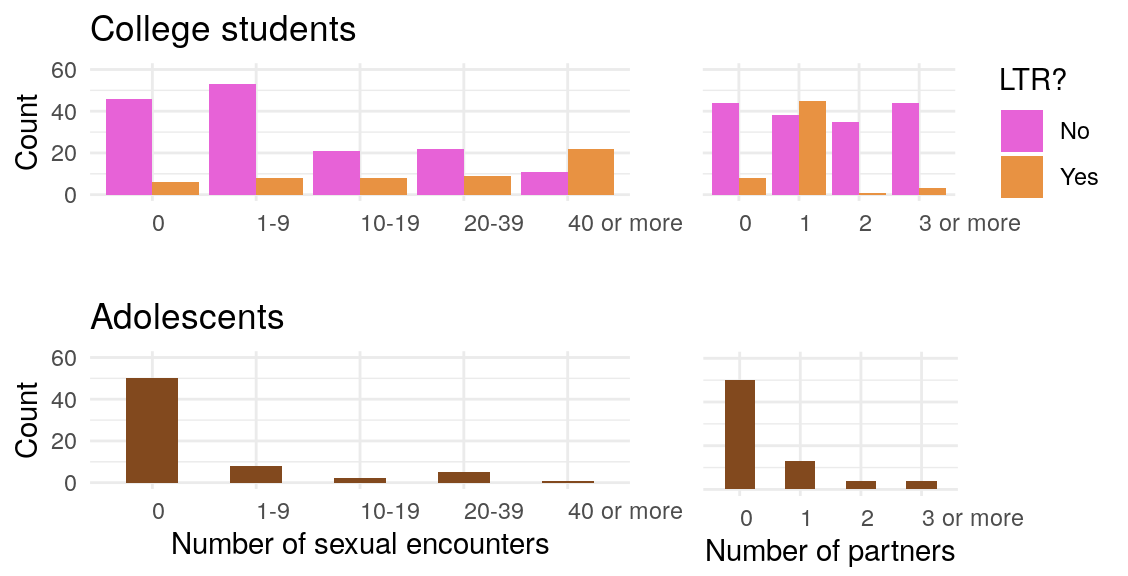 College students
Count
60
40
20
0
0 1-9 10-19 20-39 40 or more
0 1 2 3 or more
LTR?
No
Yes
Adolescents
Count
60
40
20
0
0 1-9 10-19 20-39 40 or more
Number of sexual encounters
0 1 2 3 or more
Number of partners